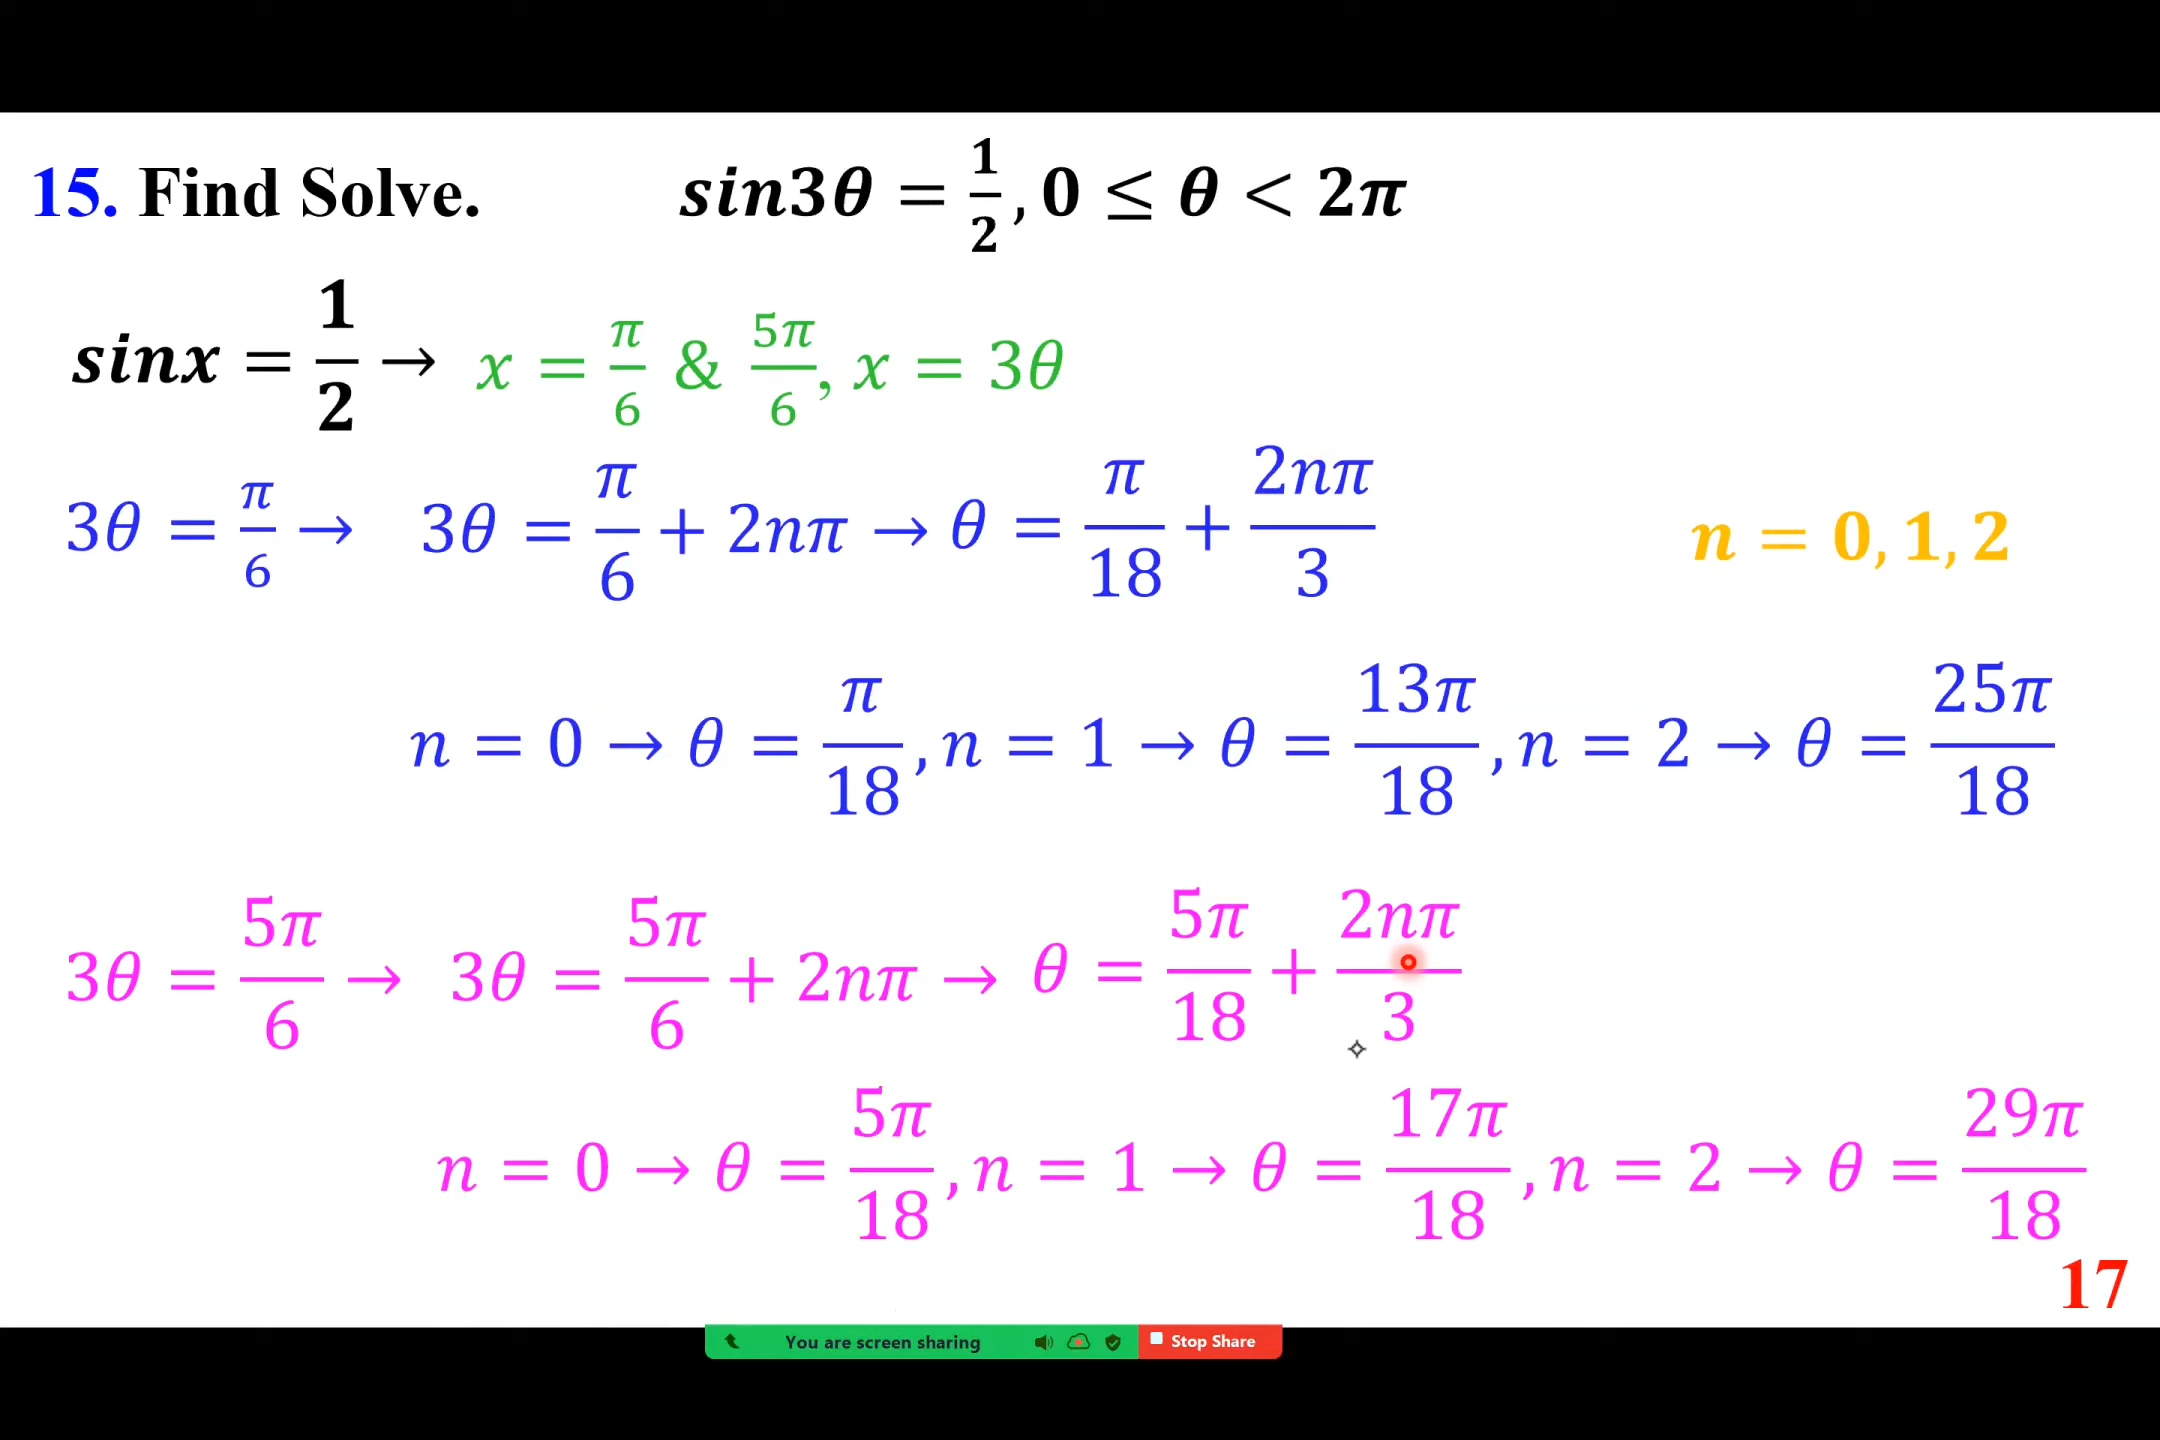 15. Find Solve. sin3θ = 1/2, 0 ≤ θ < 2π
sinx = 1/2 → x = π/6 & 5π/6, x = 3θ
3θ = π/6 → 3θ = π/6 + 2nπ → θ = π/18 + 2nπ/3 n = 0, 1, 2
n = 0 → θ = π/18, n = 1 → θ = 13π/18, n = 2 → θ = 25π/18
3θ = 5π/6 → 3θ = 5π/6 + 2nπ → θ = 5π/18 + 2nπ/3
n = 0 → θ = 5π/18, n = 1 → θ = 17π/18, n = 2 → θ = 29π/18
17
You are screen sharing Stop Share